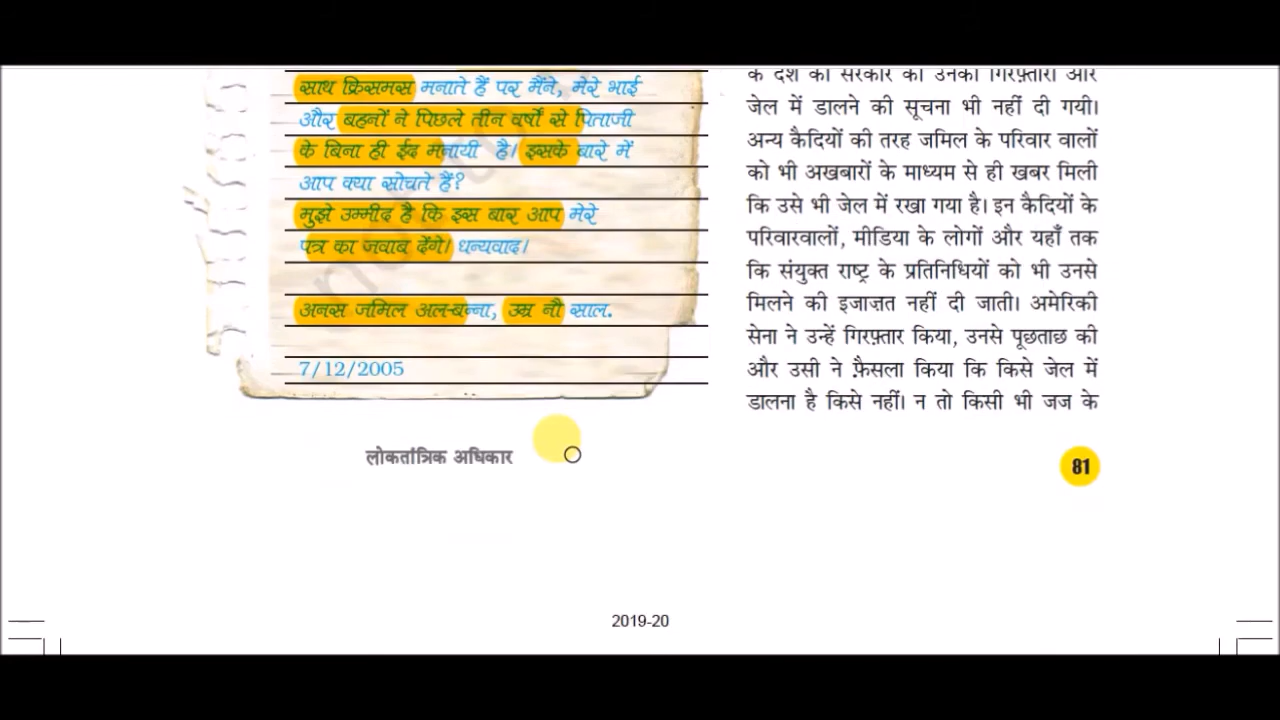 साथ क्रिसमस मनाते हैं पर मैंने, मेरे भाई
और बहनों ने पिछले तीन वर्षों से पिताजी
के बिना ही ईद मनायी है। इसके बारे में
आप क्या सोचते हैं?
मुझे उम्मीद है कि इस बार आप मेरे
पत्र का जवाब देंगे। धन्यवाद।
अनस जमिल अल-बन्ना, उम्र नौ साल.
7/12/2005
लोकतांत्रिक अधिकार
के देश की सरकार को उनकी गिरफ़्तारी और
जेल में डालने की सूचना भी नहीं दी गयी।
अन्य कैदियों की तरह जमिल के परिवार वालों
को भी अखबारों के माध्यम से ही खबर मिली
कि उसे भी जेल में रखा गया है। इन कैदियों के
परिवारवालों, मीडिया के लोगों और यहाँ तक
कि संयुक्त राष्ट्र के प्रतिनिधियों को भी उनसे
मिलने की इजाज़त नहीं दी जाती। अमेरिकी
सेना ने उन्हें गिरफ़्तार किया, उनसे पूछताछ की
और उसी ने फ़ैसला किया कि किसे जेल में
डालना है किसे नहीं। न तो किसी भी जज के
81
2019-20